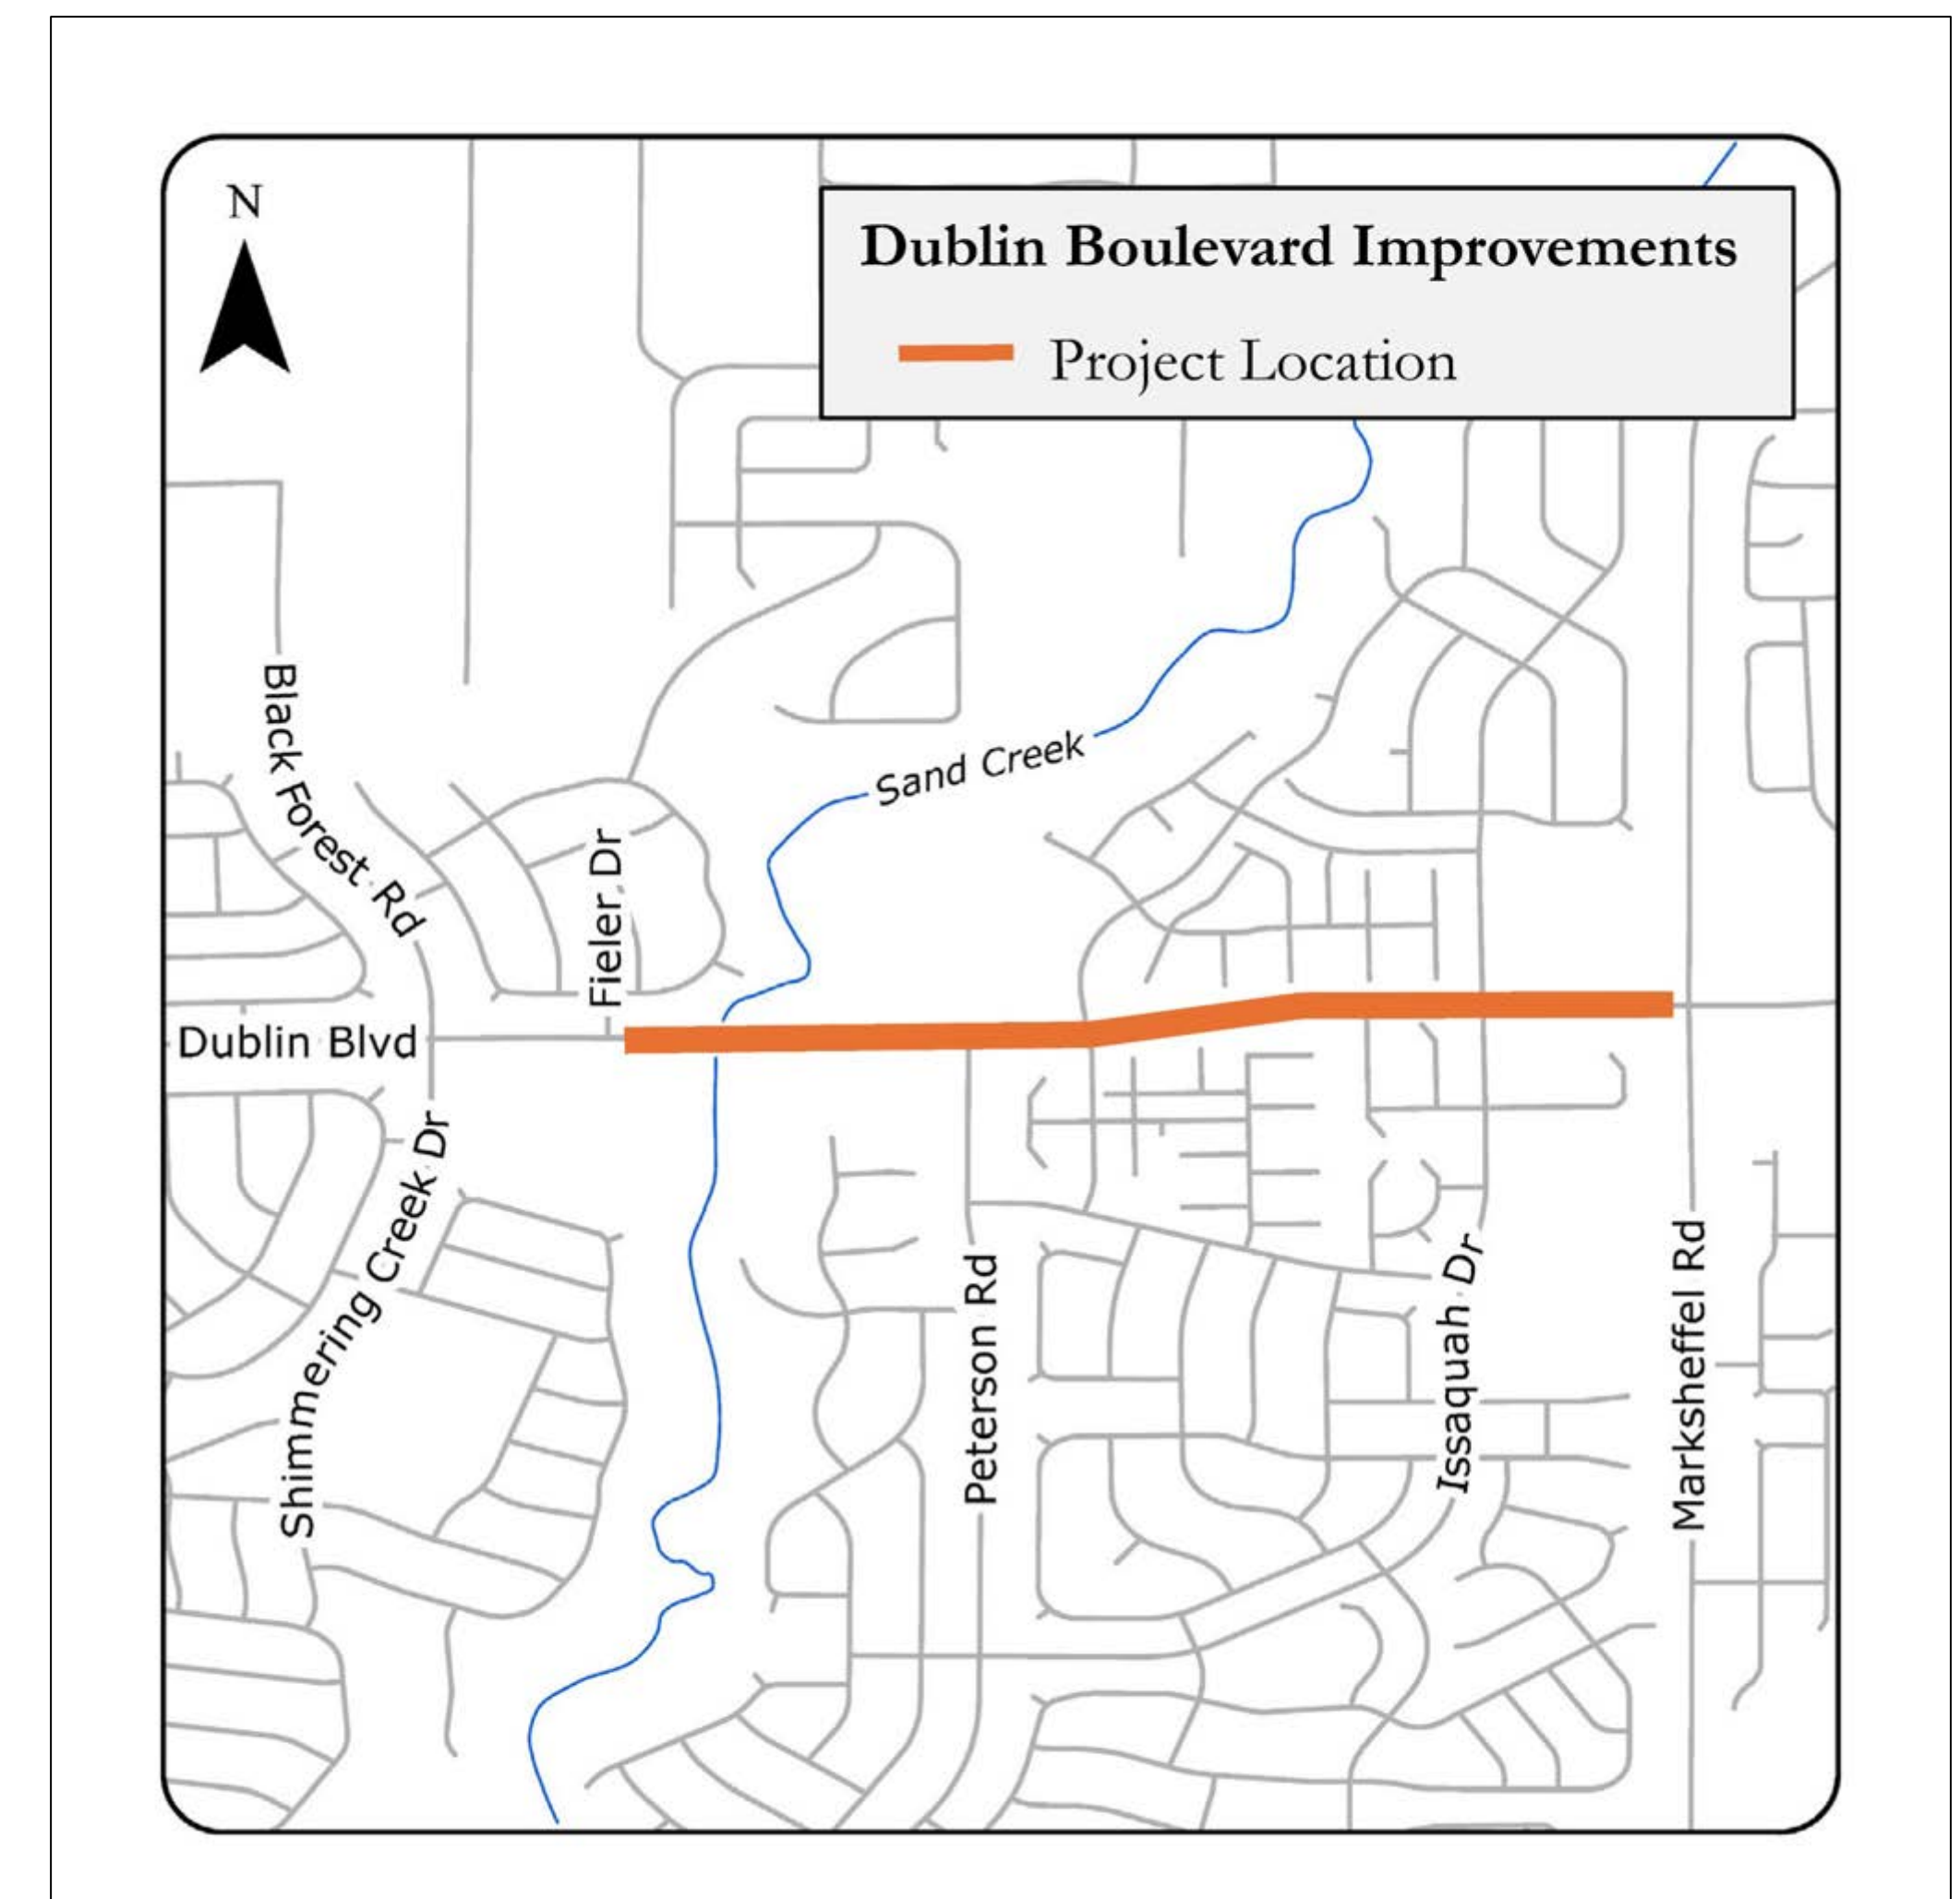 N
Dublin Boulevard Improvements
Project Location
Black Forest Rd
Sand Creek
Fieler Dr
Dublin Blvd
Shimmering Creek Dr
Peterson Rd
Issaquah Dr
Marksheffel Rd